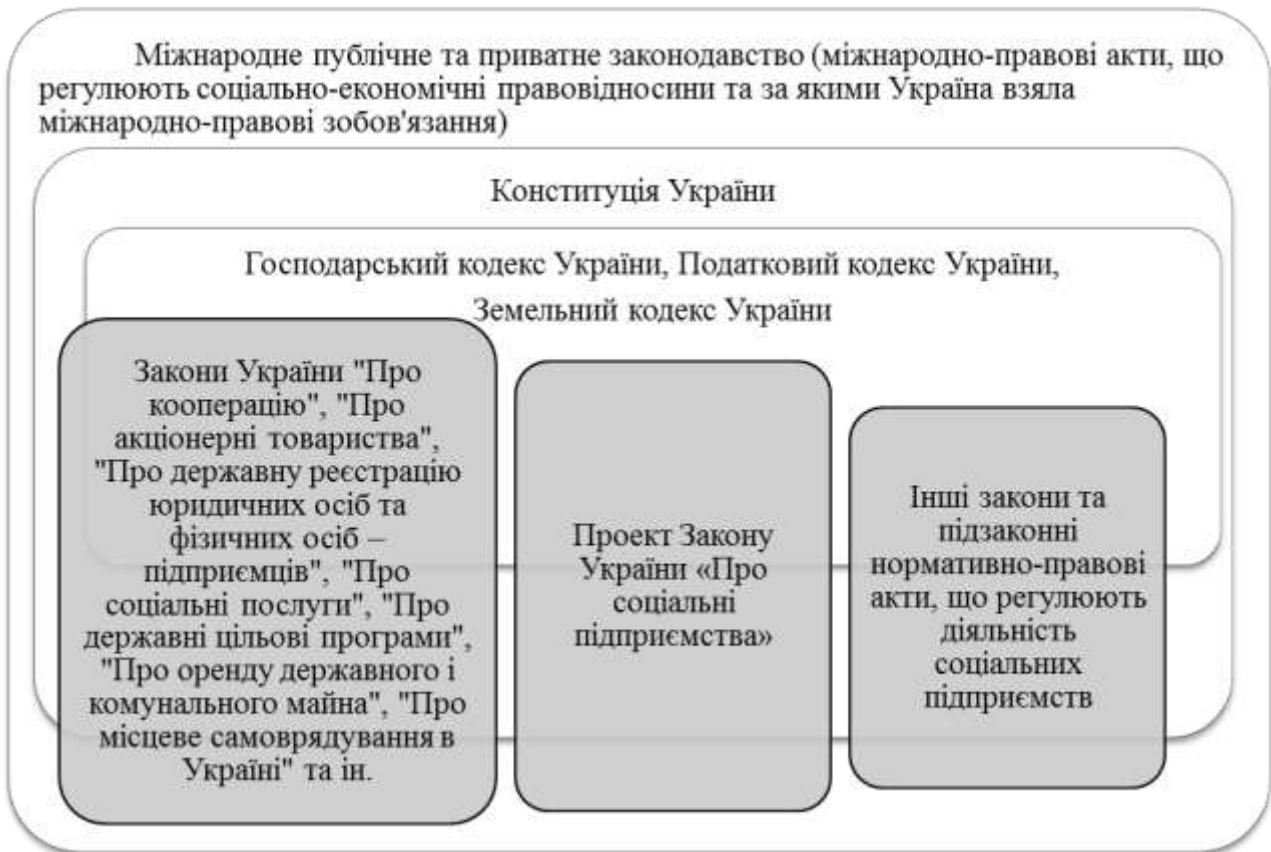 Міжнародне публічне та приватне законодавство (міжнародно-правові акти, що
регулюють соціально-економічні правовідносини та за якими Україна взяла
міжнародно-правові зобов'язання)
Конституція України
Господарський кодекс України, Податковий кодекс України,
Земельний кодекс України
Закони України "Про
кооперацію", "Про
акціонерні товариства",
"Про державну реєстрацію
юридичних осіб та
фізичних осіб –
підприємців", "Про
соціальні послуги", "Про
державні цільові програми",
"Про оренду державного і
комунального майна", "Про
місцеве самоврядування в
Україні" та ін.
Проект Закону
України «Про
соціальні
підприємства»
Інші закони та
підзаконні
нормативно-правові
акти, що регулюють
діяльність
соціальних
підприємств